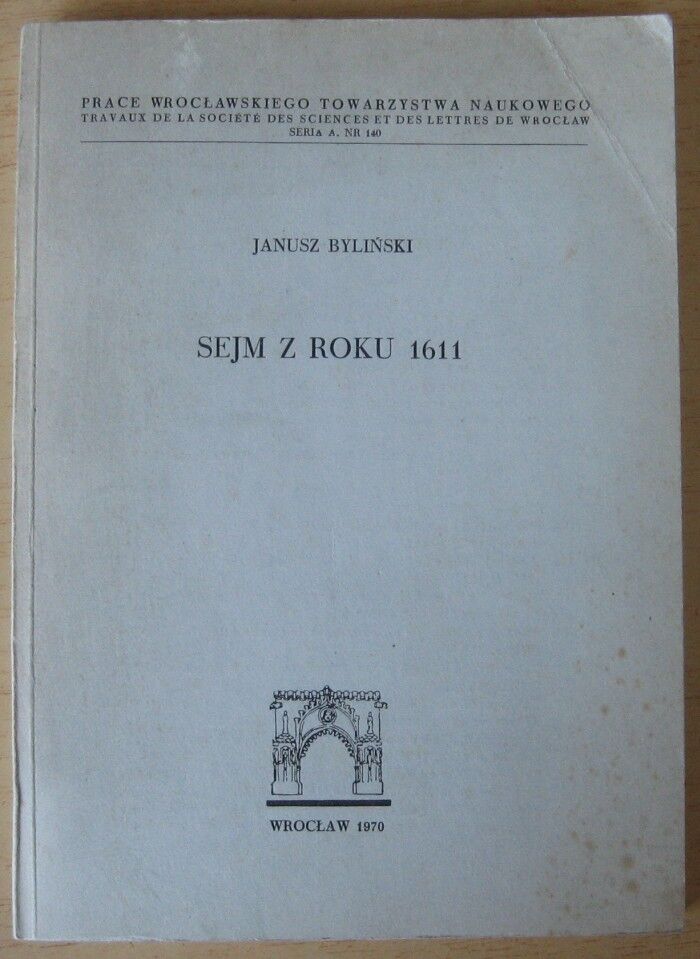 PRACE WROCŁAWSKIEGO TOWARZYSTWA NAUKOWEGO
TRAVAUX DE LA SOCIÉTÉ DES SCIENCES ET DES LETTRES DE WROCŁAW
SERIA A. NR 140
JANUSZ BYLIŃSKI
SEJM Z ROKU 1611
WROCŁAW 1970